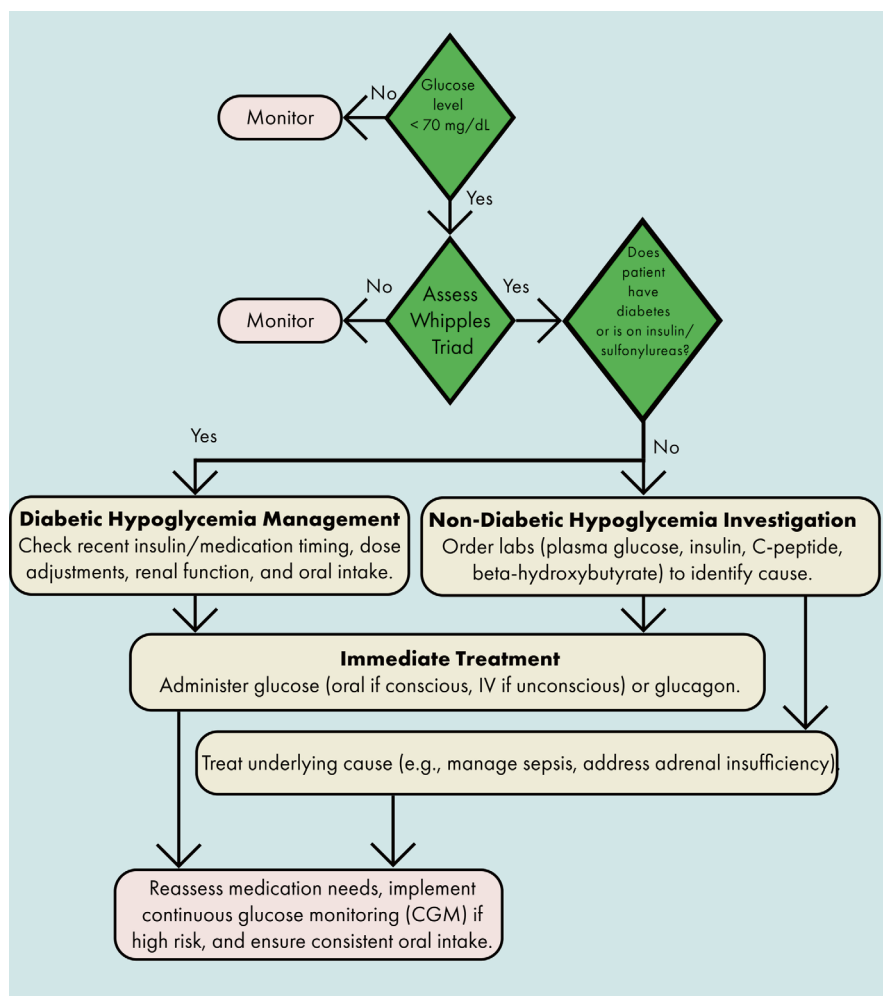 Glucose
level
< 70 mg/dL
No
Monitor
Yes
Assess
Whipples
Triad
No
Monitor
Yes
Does
patient
have
diabetes
or is on insulin/
sulfonylureas?
Yes
No
Diabetic Hypoglycemia Management
Check recent insulin/medication timing, dose
adjustments, renal function, and oral intake.
Non-Diabetic Hypoglycemia Investigation
Order labs (plasma glucose, insulin, C-peptide,
beta-hydroxybutyrate) to identify cause.
Immediate Treatment
Administer glucose (oral if conscious, IV if unconscious) or glucagon.
Treat underlying cause (e.g., manage sepsis, address adrenal insufficiency).
Reassess medication needs, implement
continuous glucose monitoring (CGM) if
high risk, and ensure consistent oral intake.